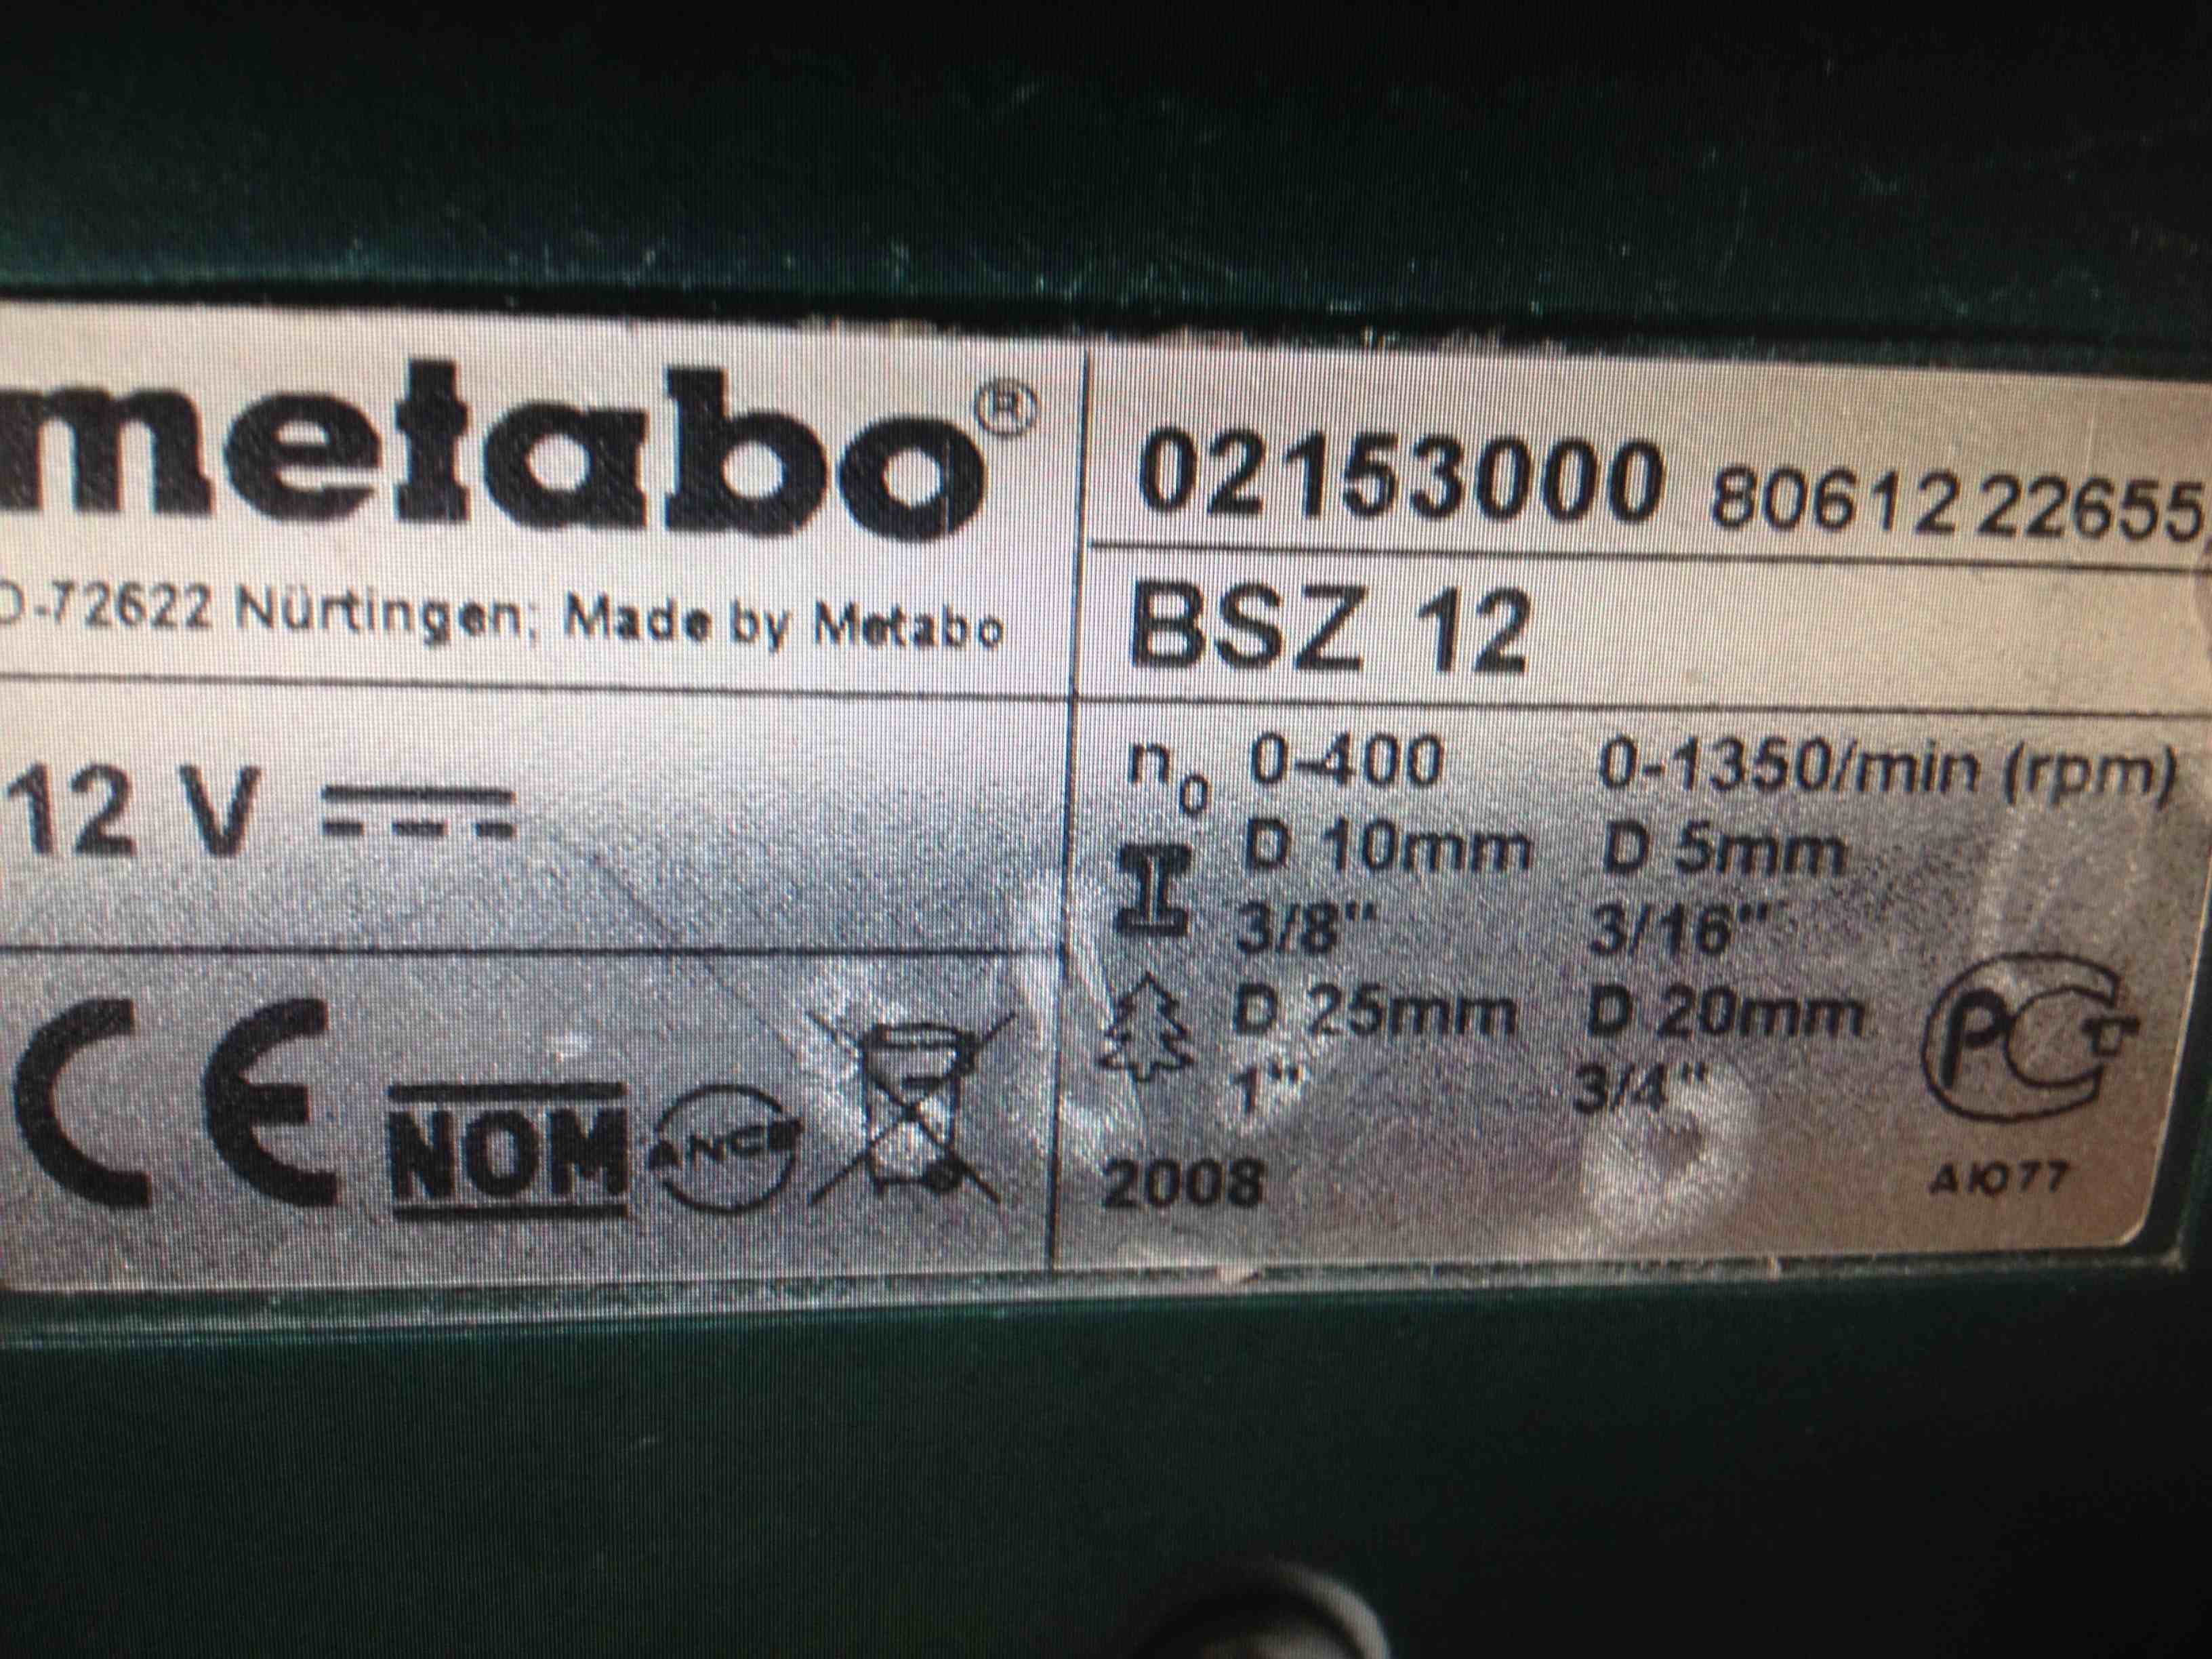 metabo®
D-72622 Nürtingen; Made by Metabo
12 V
CE NOM ANCE
02153000 8061222655
BSZ 12
n0 0-400 0-1350/min (rpm)
D 10mm D 5mm
3/8" 3/16"
D 25mm D 20mm
1" 3/4"
PCT
2008
АЮ77